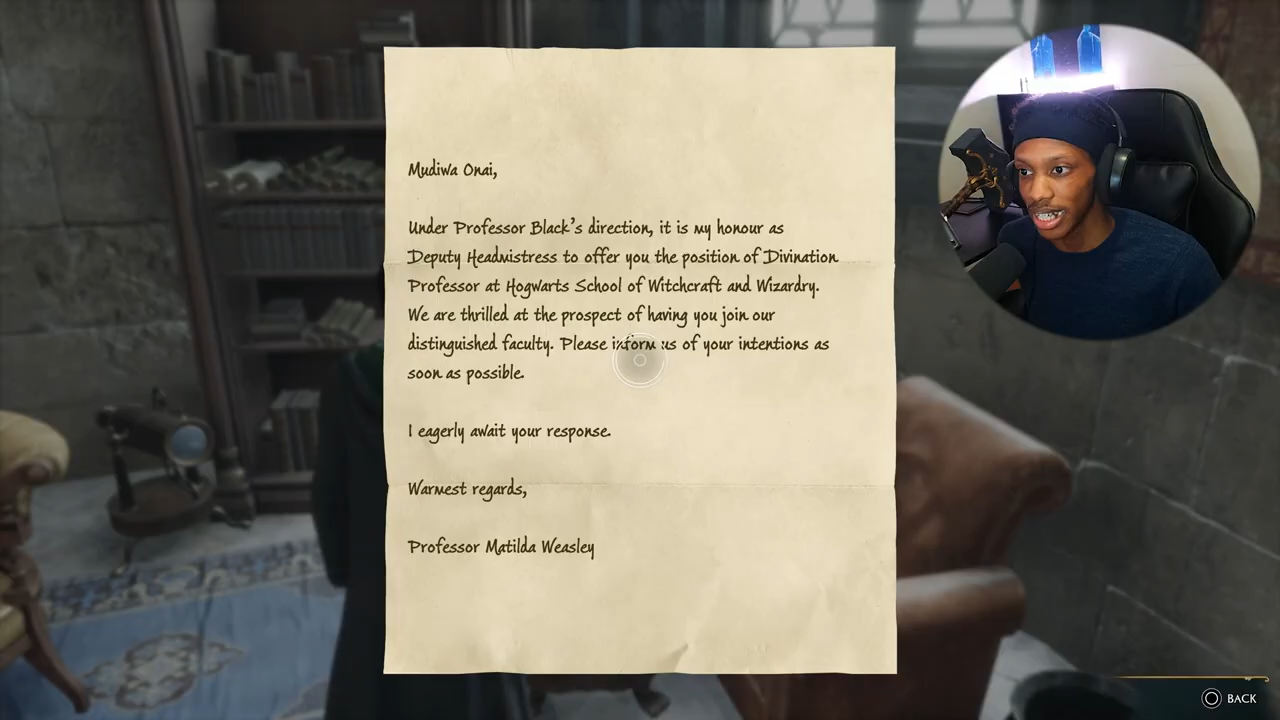 Mudiwa Onai,
Under Professor Black's direction, it is my honour as
Deputy Headmistress to offer you the position of Divination
Professor at Hogwarts School of Witchcraft and Wizardry.
We are thrilled at the prospect of having you join our
distinguished faculty. Please inform us of your intentions as
soon as possible.
I eagerly await your response.
Warmest regards,
Professor Matilda Weasley
BACK